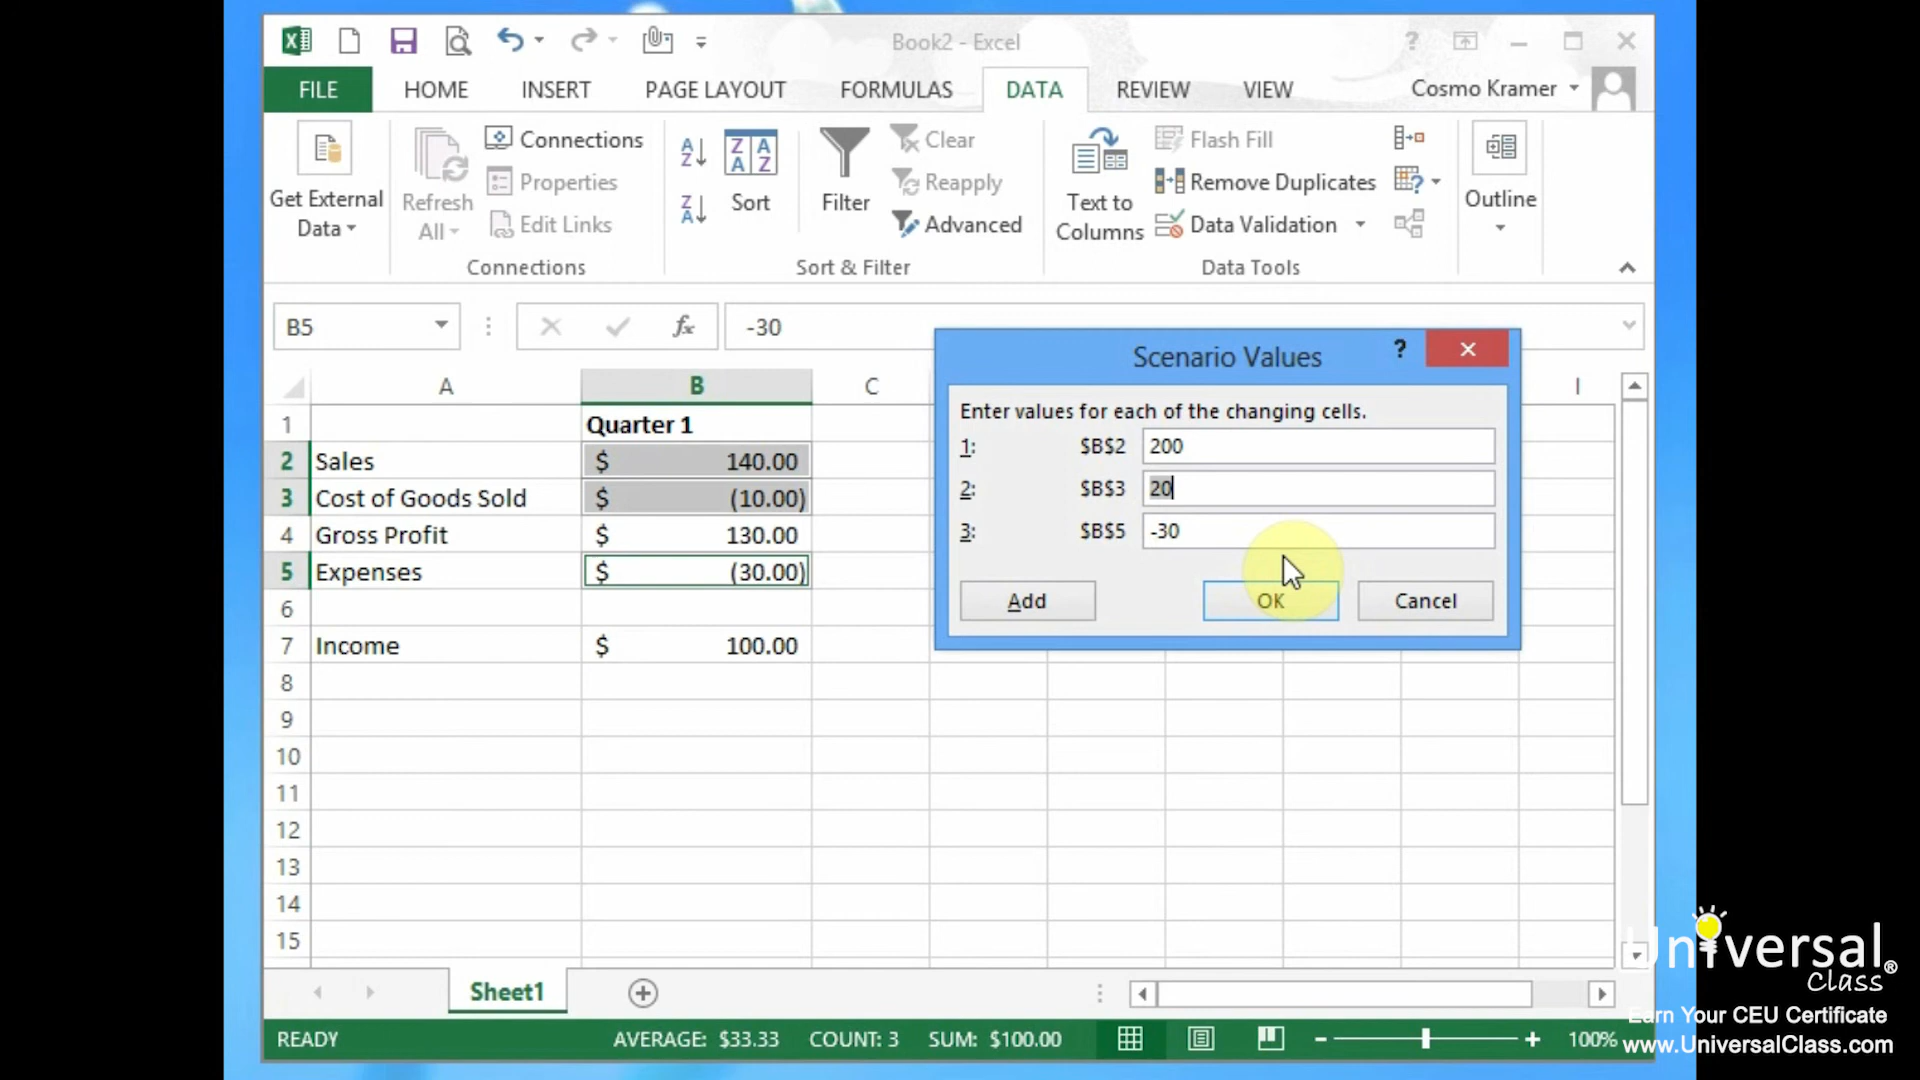 Book2 - Excel
?
FILE HOME INSERT PAGE LAYOUT FORMULAS DATA REVIEW VIEW Cosmo Kramer
Get External Data
Refresh All
Connections
Properties
Edit Links
Connections
Sort
Filter
Clear
Reapply
Advanced
Sort & Filter
Text to Columns
Flash Fill
Remove Duplicates
Data Validation
Data Tools
Outline
B5 fx -30
A B C I
1 Quarter 1
2 Sales $ 140.00
3 Cost of Goods Sold $ (10.00)
4 Gross Profit $ 130.00
5 Expenses $ (30.00)
6
7 Income $ 100.00
8
9
10
11
12
13
14
15
Scenario Values ?
Enter values for each of the changing cells.
1: $B$2 200
2: $B$3 20
3: $B$5 -30
Add OK Cancel
Sheet1
READY AVERAGE: $33.33 COUNT: 3 SUM: $100.00 100%
Universal
Class®
Earn Your CEU Certificate
www.UniversalClass.com